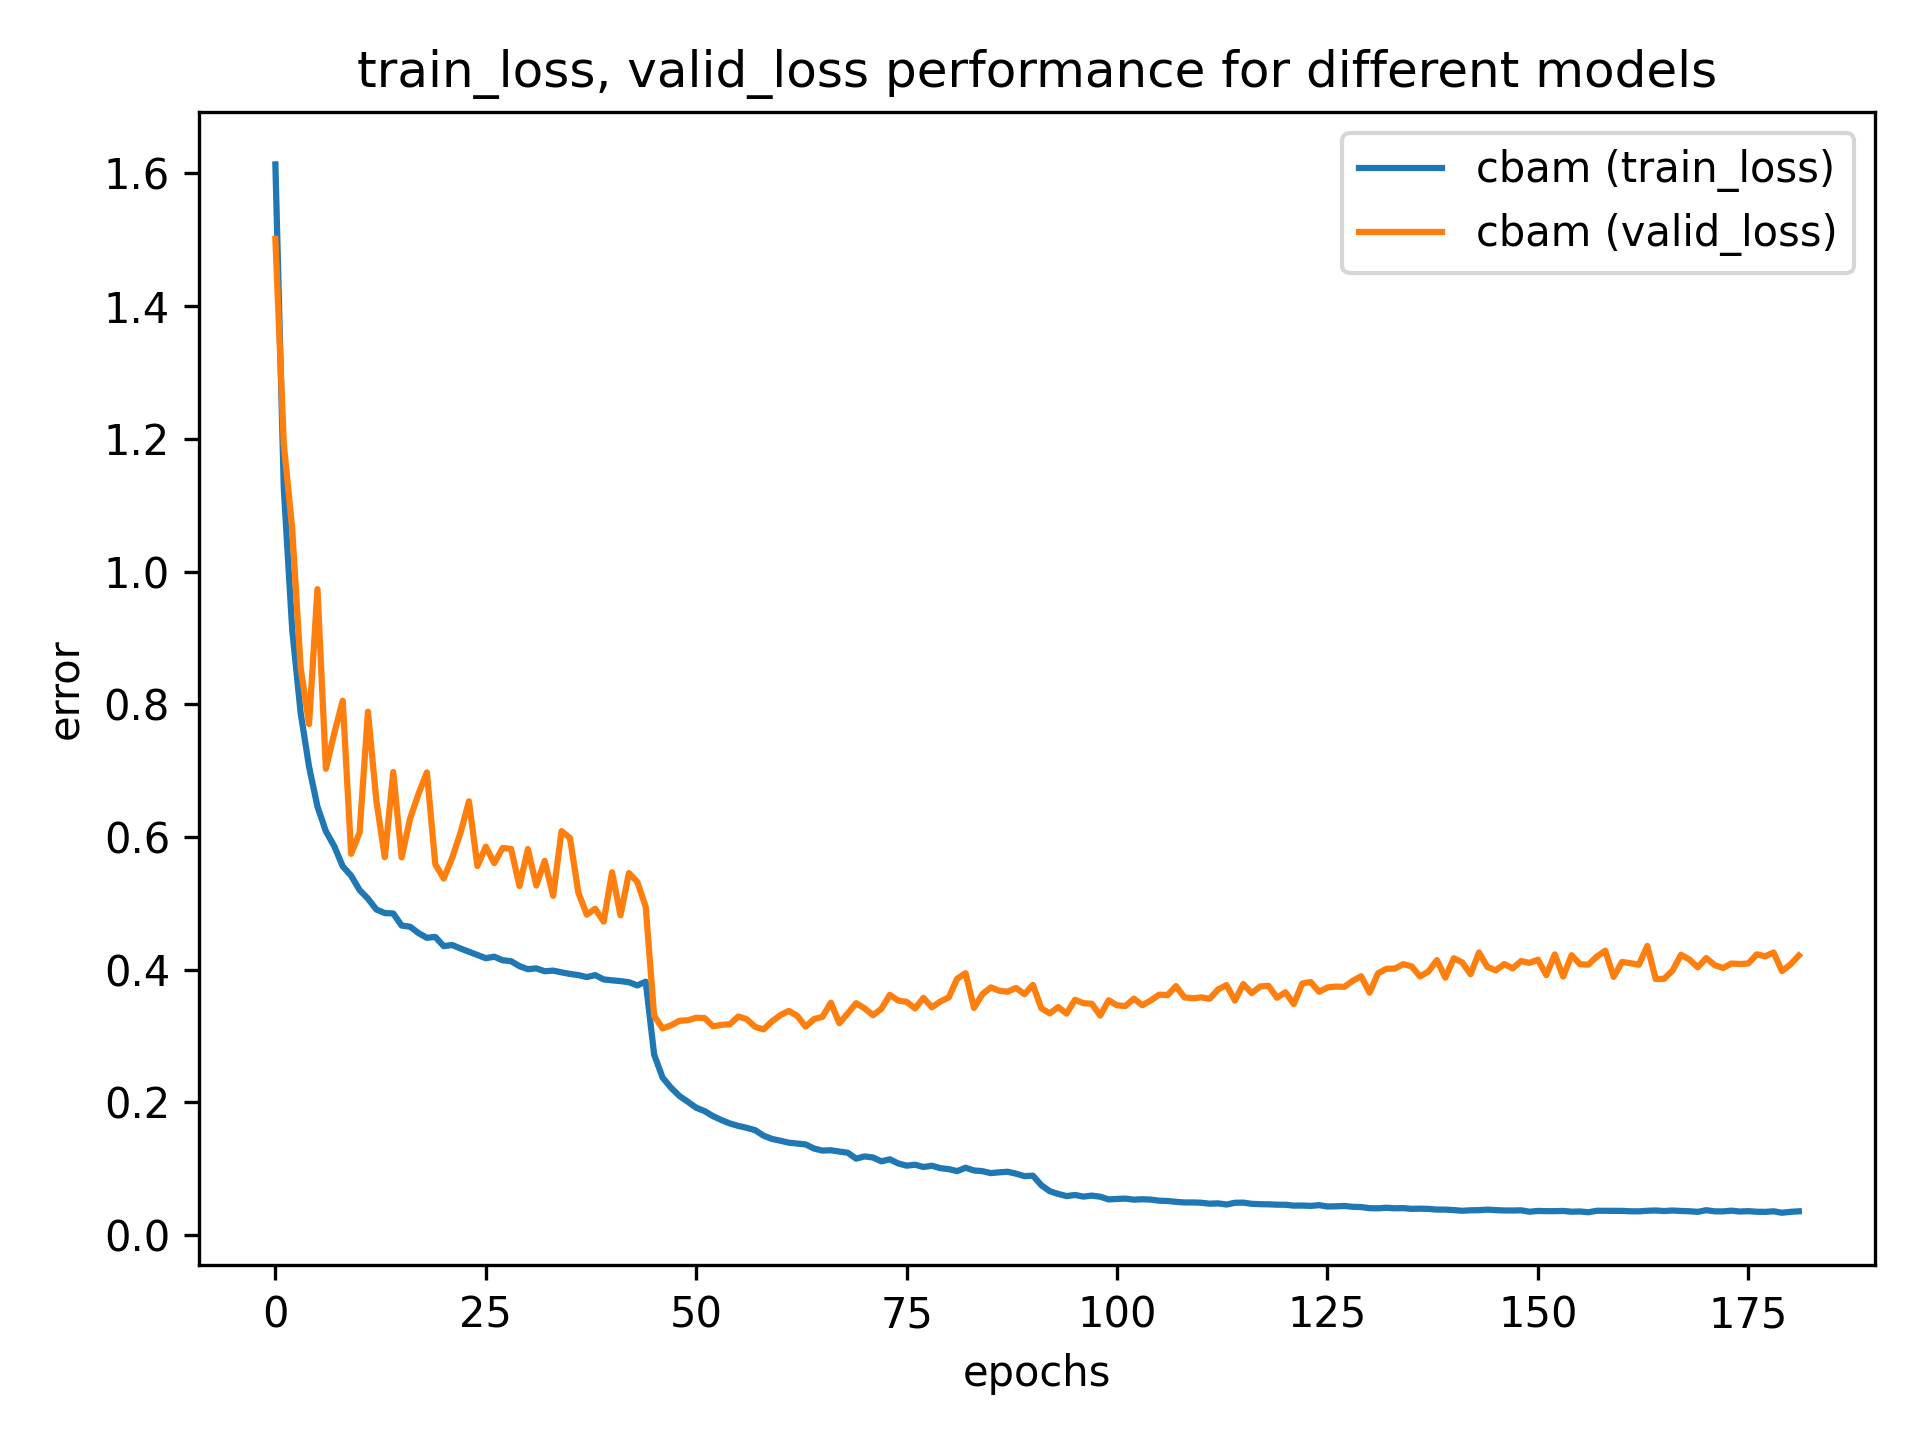 train_loss, valid_loss performance for different models
cbam (train_loss)
cbam (valid_loss)
1.6
1.4
1.2
1.0
0.8
0.6
0.4
0.2
0.0
error
0 25 50 75 100 125 150 175
epochs